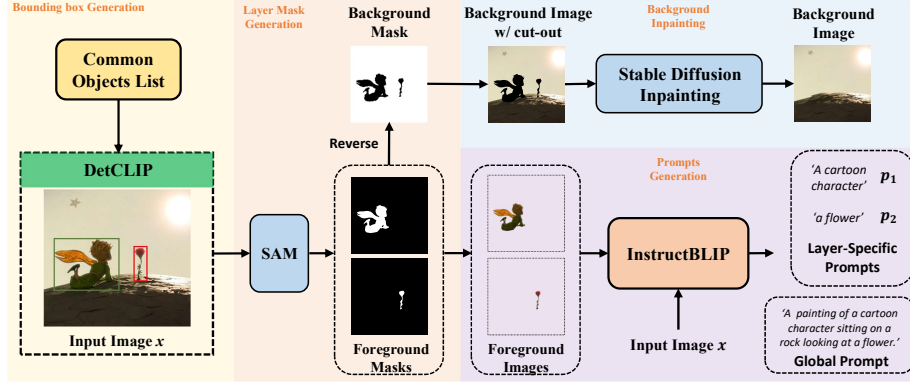 Bounding box Generation
Common
Objects List
DetCLIP
Input Image x
Layer Mask
Generation
SAM
Background
Mask
Reverse
Foreground
Masks
Background Image
w/ cut-out
Background
Inpainting
Stable Diffusion
Inpainting
Background
Image
Foreground
Images
Prompts
Generation
InstructBLIP
Input Image x
‘A cartoon
character’ p1
‘a flower’ p2
Layer-Specific
Prompts
‘A painting of a cartoon
character sitting on a
rock looking at a flower.’
Global Prompt